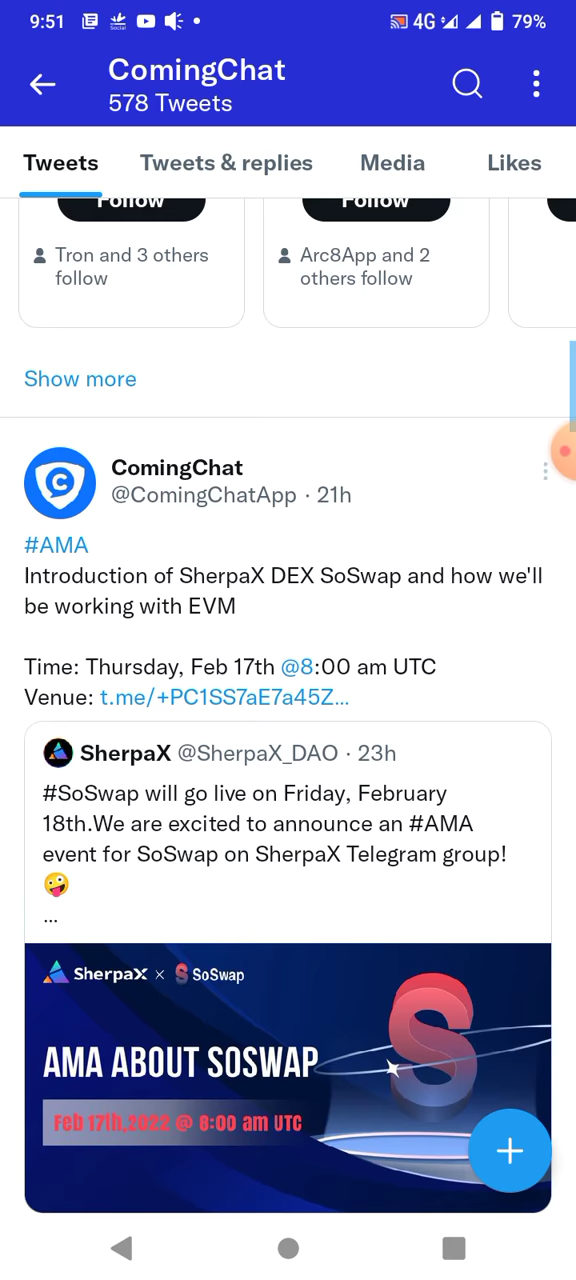 9:51
Social
4G
79%
ComingChat
578 Tweets
Tweets Tweets & replies Media Likes
Follow Follow
Tron and 3 others follow
Arc8App and 2 others follow
Show more
ComingChat
@ComingChatApp · 21h
#AMA
Introduction of SherpaX DEX SoSwap and how we'll
be working with EVM
Time: Thursday, Feb 17th @8:00 am UTC
Venue: t.me/+PC1SS7aE7a45Z...
SherpaX @SherpaX_DAO · 23h
#SoSwap will go live on Friday, February
18th.We are excited to announce an #AMA
event for SoSwap on SherpaX Telegram group!
🤪
...
SherpaX × SoSwap
AMA ABOUT SOSWAP
Feb 17th,2022 @ 8:00 am UTC